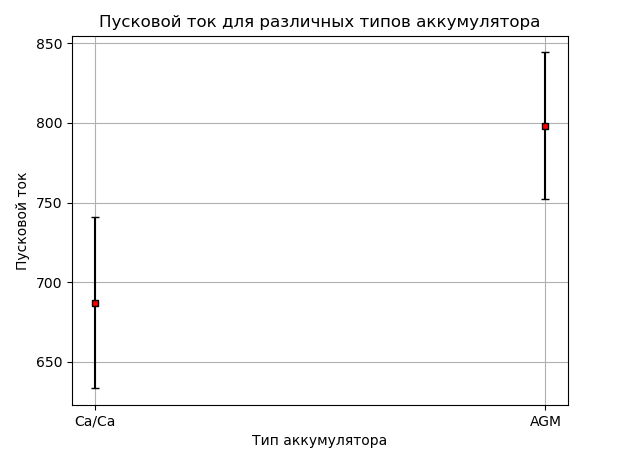 Пусковой ток для различных типов аккумулятора
850
800
750
700
650
Пусковой ток
Ca/Ca
AGM
Тип аккумулятора